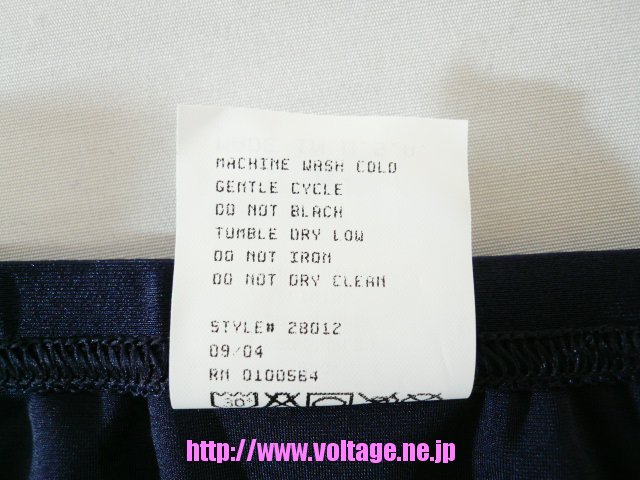 MACHINE WASH COLD
GENTLE CYCLE
DO NOT BLACH
TUMBLE DRY LOW
DO NOT IRON
DO NOT DRY CLEAN
STYLE# 28012
09/04
RN 0100564
30
http://www.voltage.ne.jp